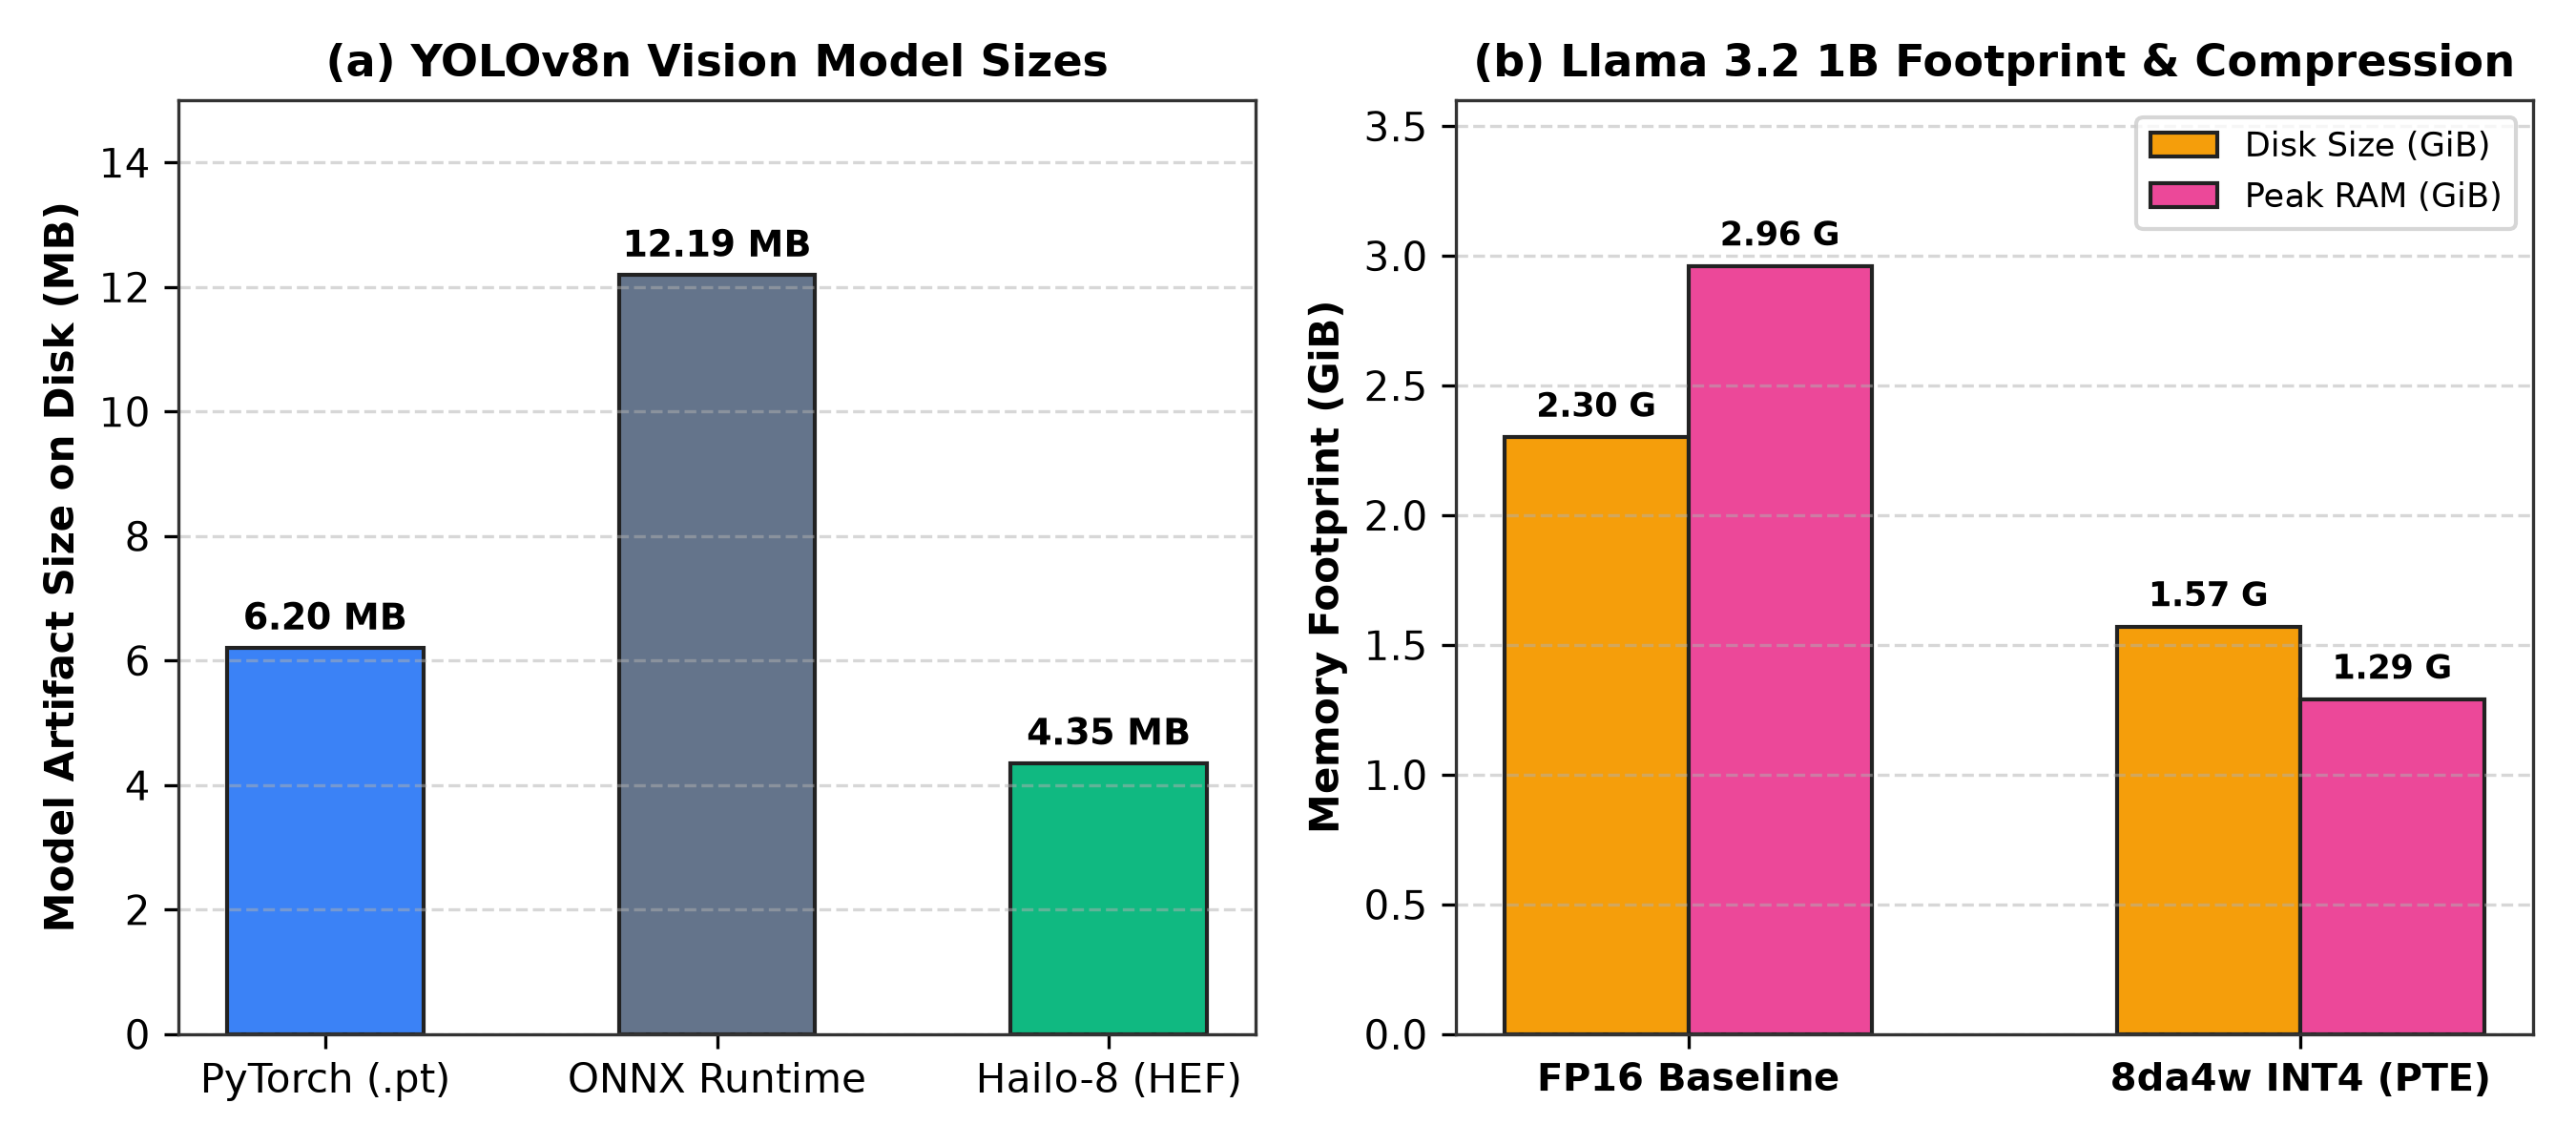 (a) YOLOv8n Vision Model Sizes
Model Artifact Size on Disk (MB)
14
12
10
8
6
4
2
0
6.20 MB
12.19 MB
4.35 MB
PyTorch (.pt)
ONNX Runtime
Hailo-8 (HEF)
(b) Llama 3.2 1B Footprint & Compression
Memory Footprint (GiB)
3.5
3.0
2.5
2.0
1.5
1.0
0.5
0.0
Disk Size (GiB)
Peak RAM (GiB)
2.30 G
2.96 G
1.57 G
1.29 G
FP16 Baseline
8da4w INT4 (PTE)